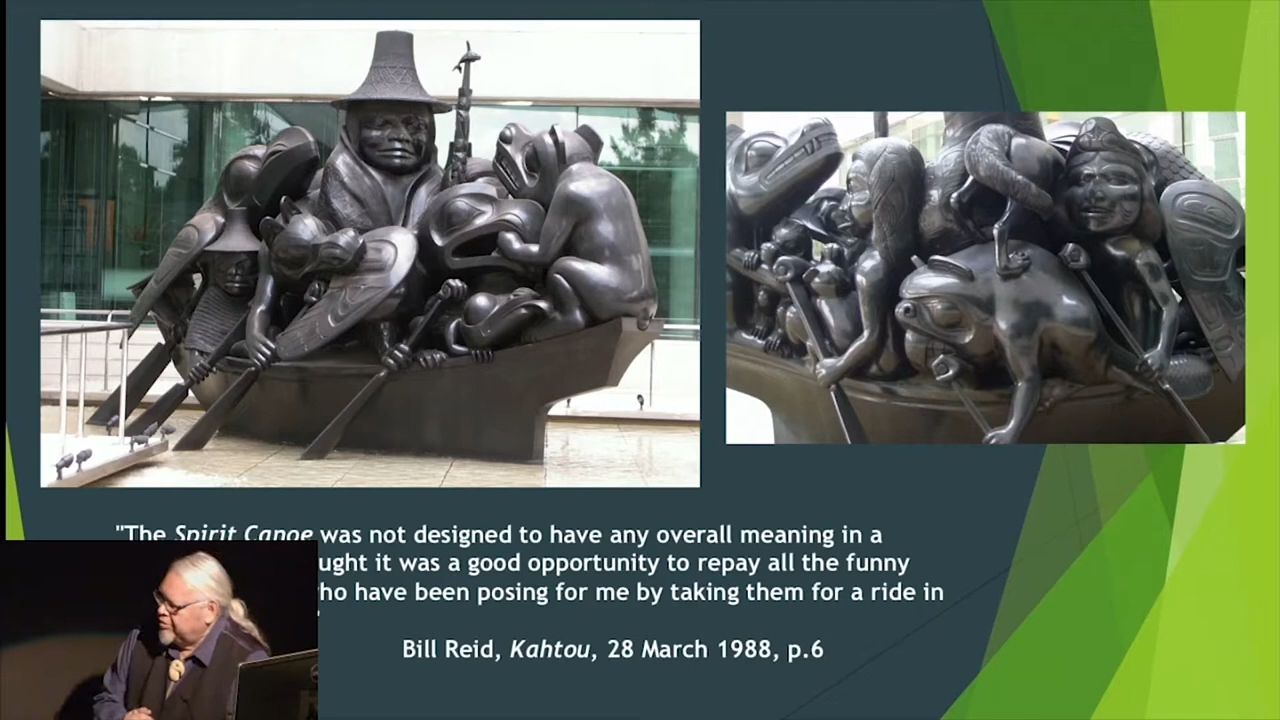 "The Spirit Canoe was not designed to have any overall meaning in a
ught it was a good opportunity to repay all the funny
ho have been posing for me by taking them for a ride in
Bill Reid, Kahtou, 28 March 1988, p.6